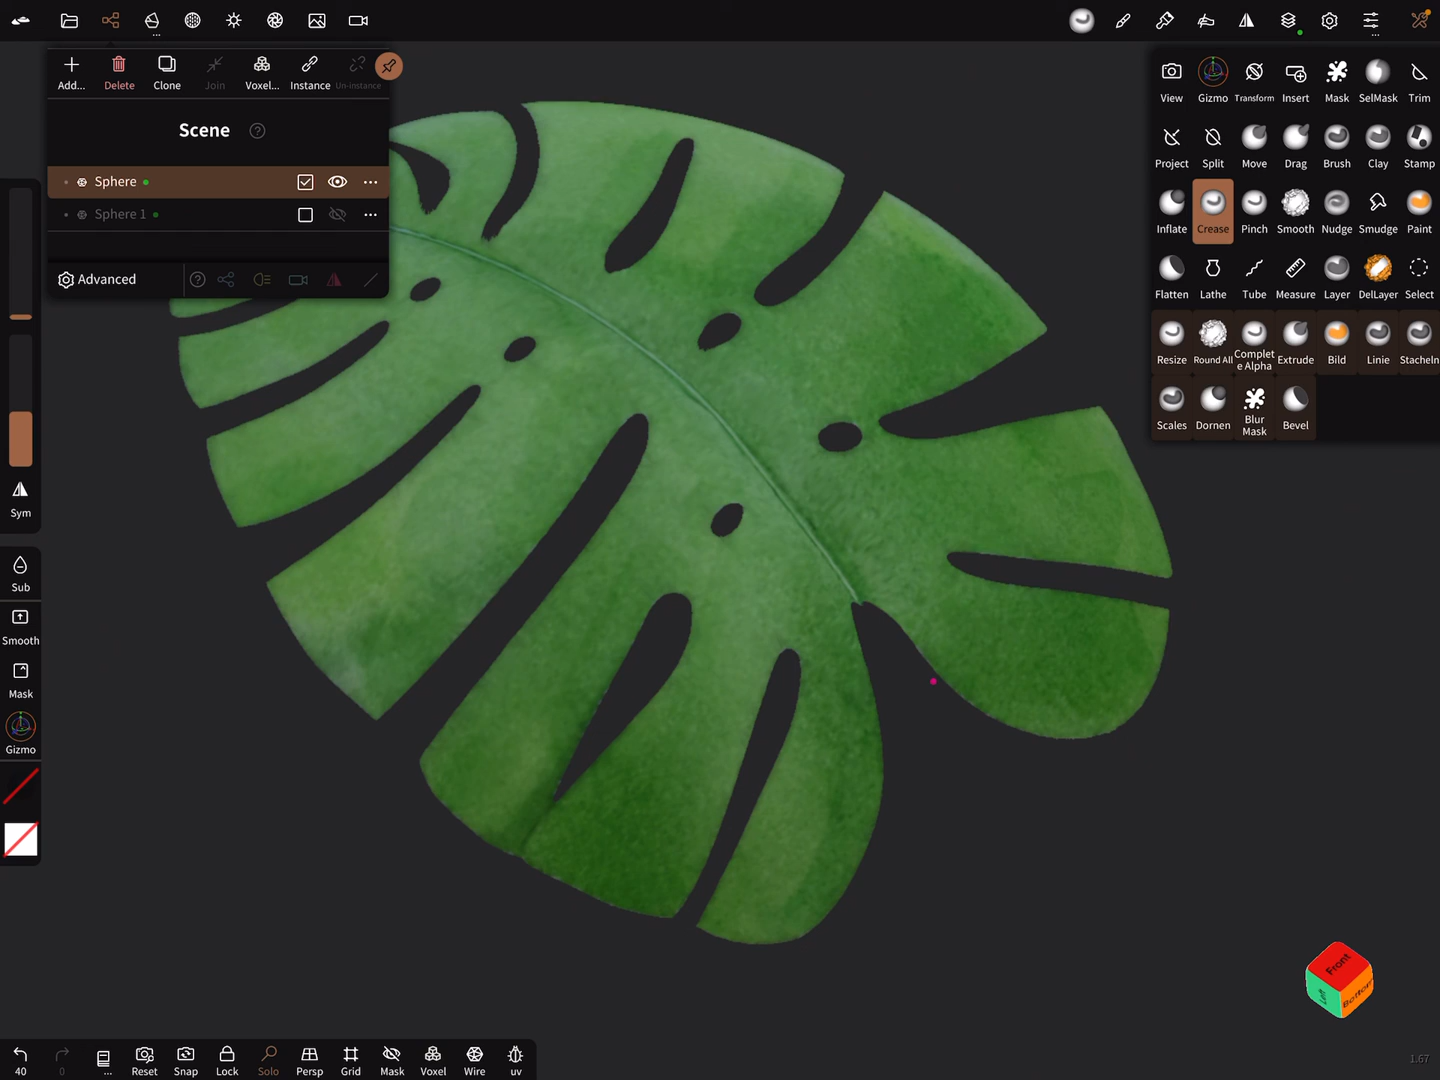 Add...
Delete
Clone
Join
Voxel...
Instance
Un-instance
Scene
?
Sphere
Sphere 1
Advanced
?
View
Gizmo
Transform
Insert
Mask
SelMask
Trim
Project
Split
Move
Drag
Brush
Clay
Stamp
Inflate
Crease
Pinch
Smooth
Nudge
Smudge
Paint
Flatten
Lathe
Tube
Measure
Layer
DelLayer
Select
Resize
Round All
Complet
e Alpha
Extrude
Bild
Linie
Stacheln
Scales
Dornen
Blur
Mask
Bevel
Sym
Sub
Smooth
Mask
Gizmo
Front
Left
Bottom
40
0
...
Reset
Snap
Lock
Solo
Persp
Grid
Mask
Voxel
Wire
uv
1.67